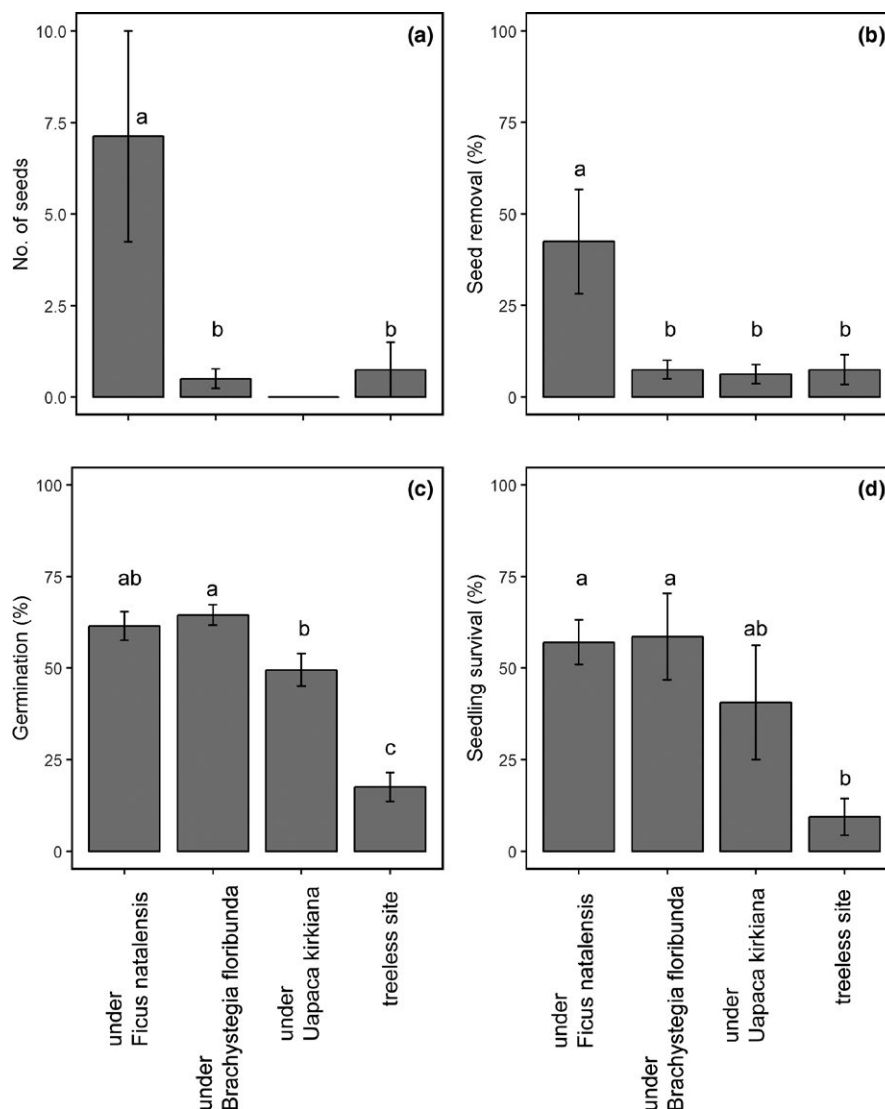 (a)
No. of seeds
10.0
7.5
5.0
2.5
0.0
a
b
b
(b)
Seed removal (%)
100
75
50
25
0
a
b
b
b
(c)
Germination (%)
100
75
50
25
0
ab
a
b
c
(d)
Seedling survival (%)
100
75
50
25
0
a
a
ab
b
under
Ficus natalensis
under
Brachystegia floribunda
under
Uapaca kirkiana
treeless site
under
Ficus natalensis
under
Brachystegia floribunda
under
Uapaca kirkiana
treeless site